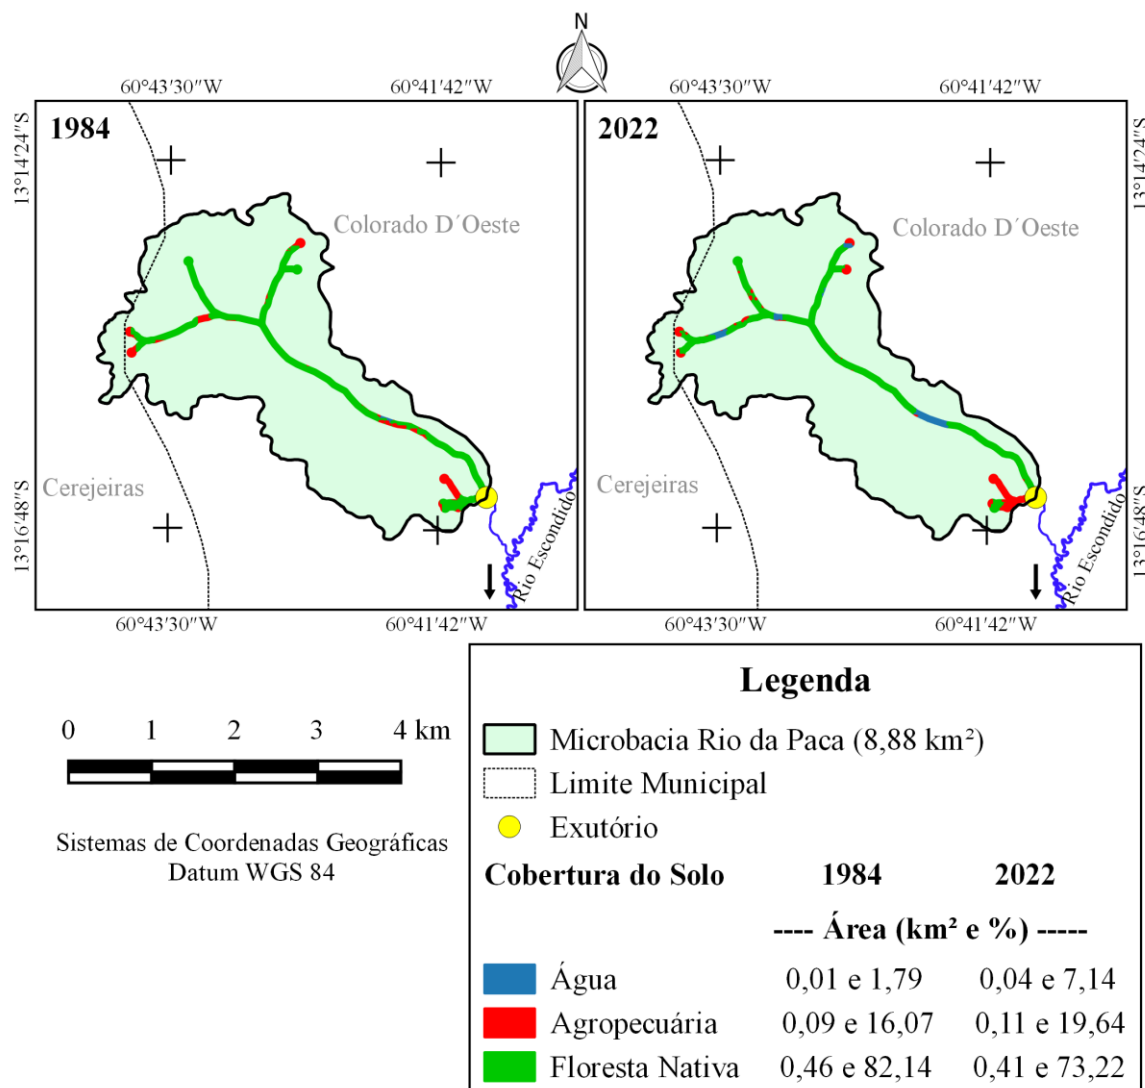 N
60°43′30″W 60°41′42″W 60°43′30″W 60°41′42″W
13°14′24″S
1984
2022
13°14′24″S
Colorado D´Oeste
Colorado D´Oeste
Cerejeiras
Cerejeiras
13°16′48″S
Rio Escondido
Rio Escondido
13°16′48″S
60°43′30″W 60°41′42″W 60°43′30″W 60°41′42″W
Legenda
0 1 2 3 4 km
Sistemas de Coordenadas Geográficas
Datum WGS 84
Microbacia Rio da Paca (8,88 km²)
Limite Municipal
Exutório
Cobertura do Solo 1984 2022
---- Área (km² e %) -----
Água 0,01 e 1,79 0,04 e 7,14
Agropecuária 0,09 e 16,07 0,11 e 19,64
Floresta Nativa 0,46 e 82,14 0,41 e 73,22